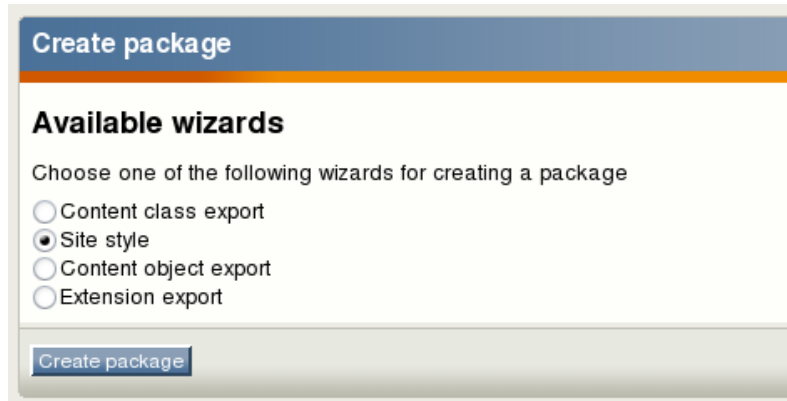 Create package
Available wizards
Choose one of the following wizards for creating a package
Content class export
Site style
Content object export
Extension export
Create package